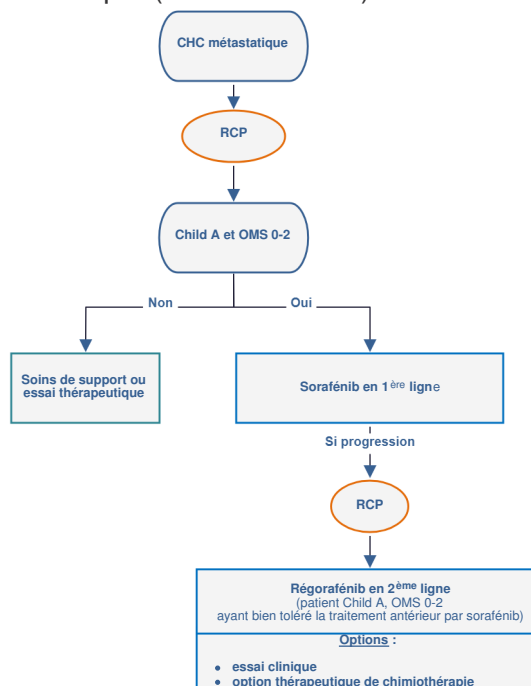 CHC métastatique
RCP
Child A et OMS 0-2
Non
Oui
Soins de support ou
essai thérapeutique
Sorafénib en 1ère ligne
Si progression
RCP
Régorafénib en 2ème ligne
(patient Child A, OMS 0-2
ayant bien toléré la traitement antérieur par sorafénib)
Options :
• essai clinique
• option thérapeutique de chimiothérapie